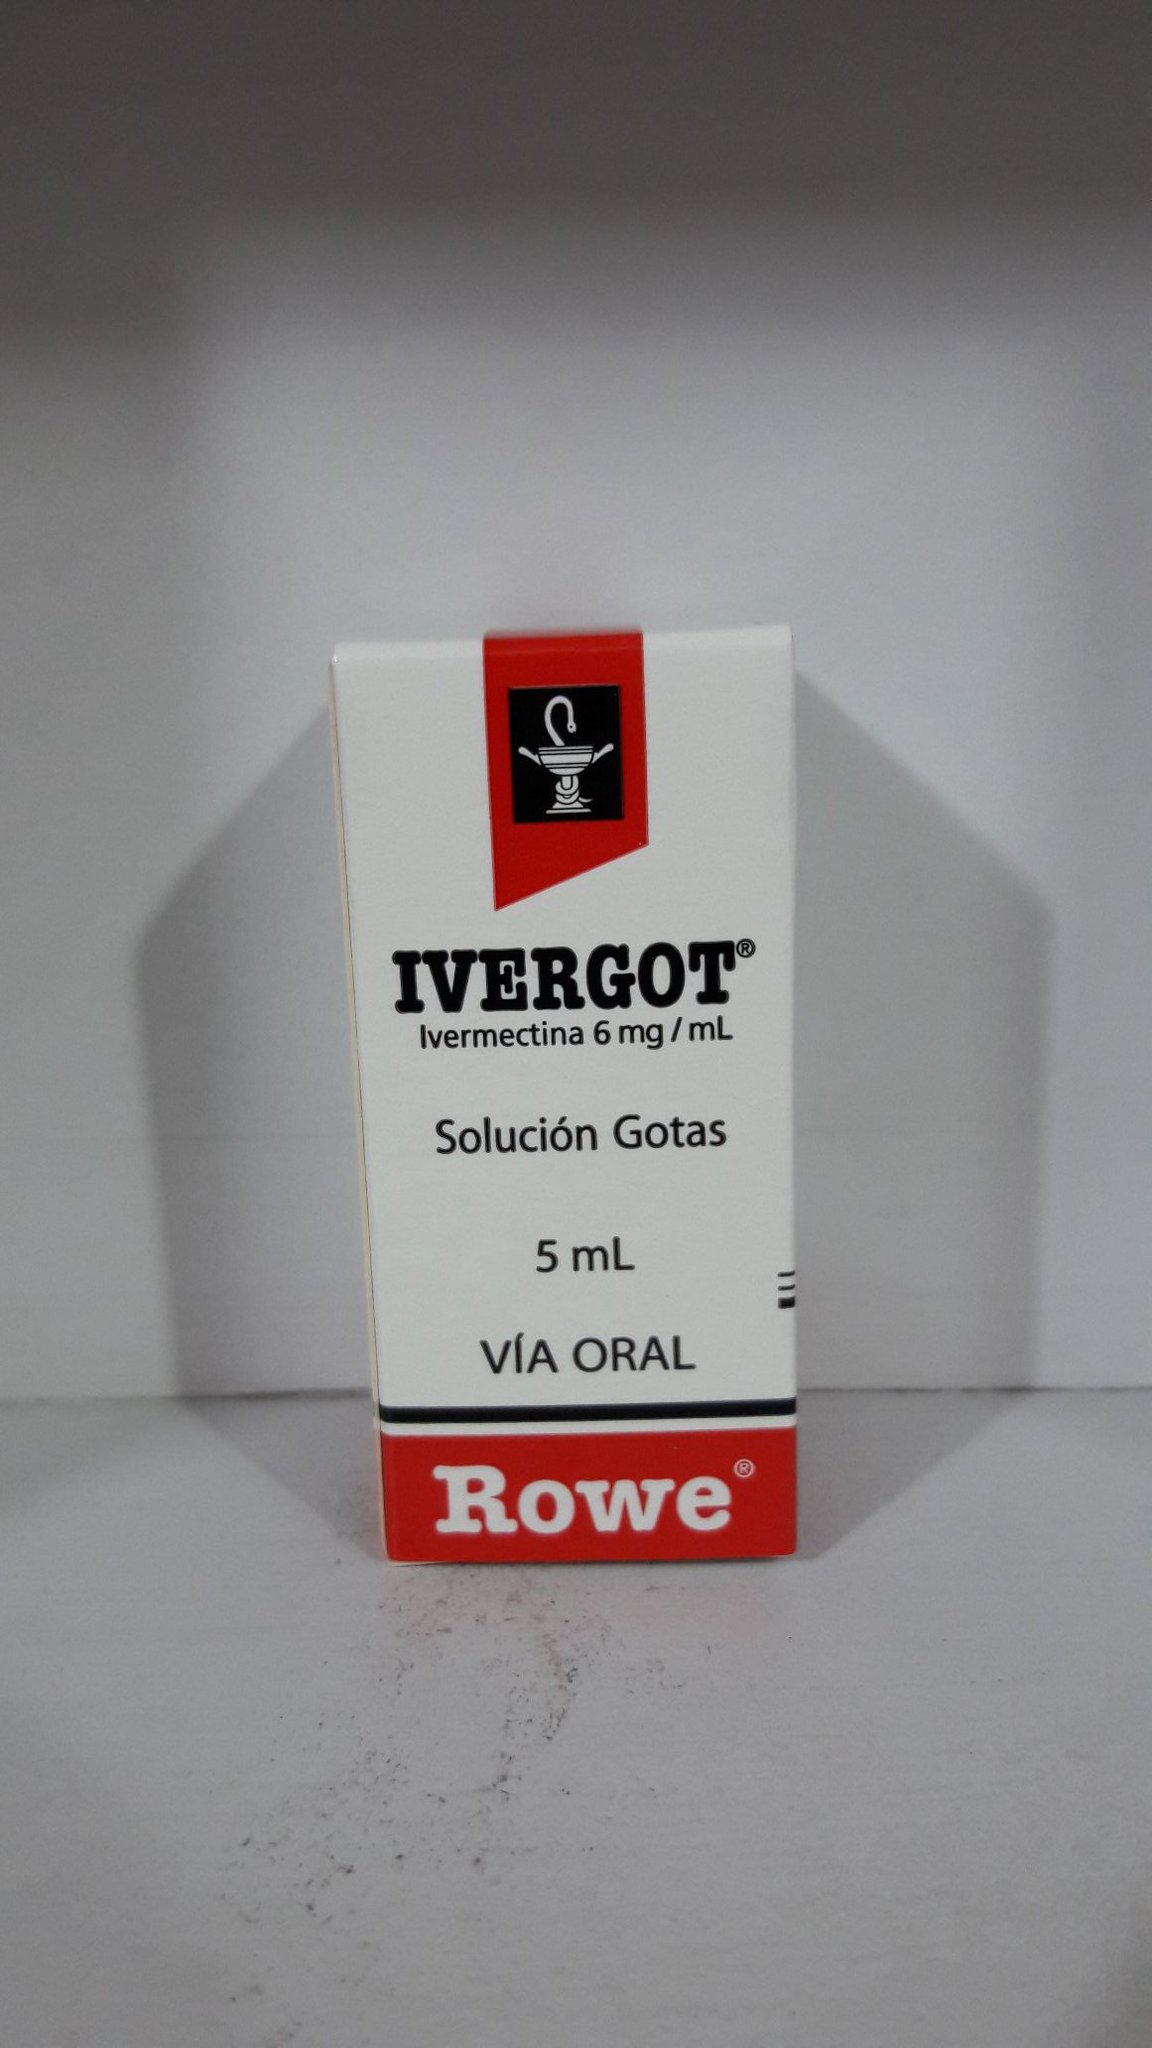 IVERGOT®
Ivermectina 6 mg / mL
Solución Gotas
5 mL
VÍA ORAL
Rowe®